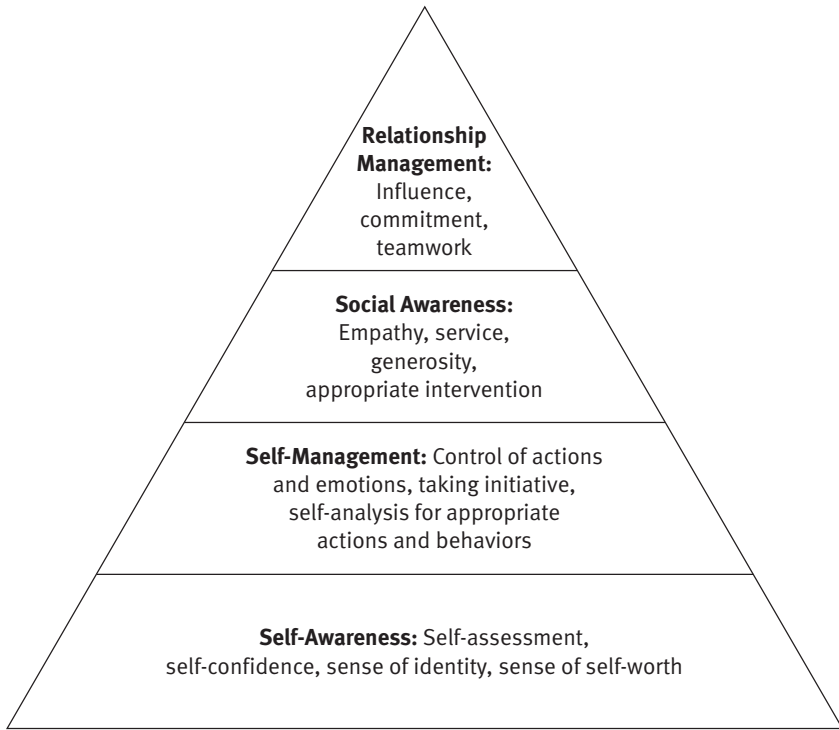 Relationship
Management:
Influence,
commitment,
teamwork
Social Awareness:
Empathy, service,
generosity,
appropriate intervention
Self-Management: Control of actions
and emotions, taking initiative,
self-analysis for appropriate
actions and behaviors
Self-Awareness: Self-assessment,
self-confidence, sense of identity, sense of self-worth